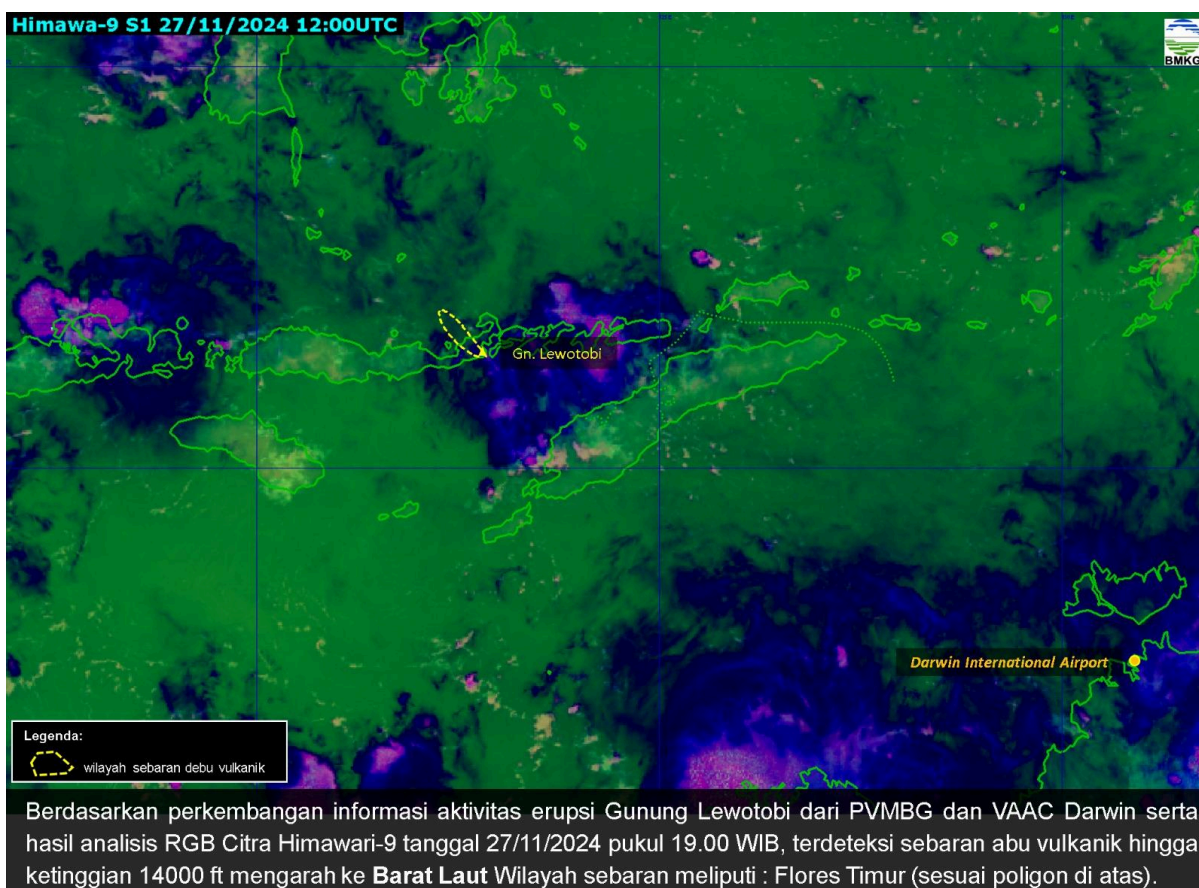 Himawa-9 S1 27/11/2024 12:00UTC
BMKG
Gn. Lewotobi
Darwin International Airport
Legenda:
wilayah sebaran debu vulkanik
Berdasarkan perkembangan informasi aktivitas erupsi Gunung Lewotobi dari PVMBG dan VAAC Darwin serta
hasil analisis RGB Citra Himawari-9 tanggal 27/11/2024 pukul 19.00 WIB, terdeteksi sebaran abu vulkanik hingga
ketinggian 14000 ft mengarah ke Barat Laut Wilayah sebaran meliputi : Flores Timur (sesuai poligon di atas).